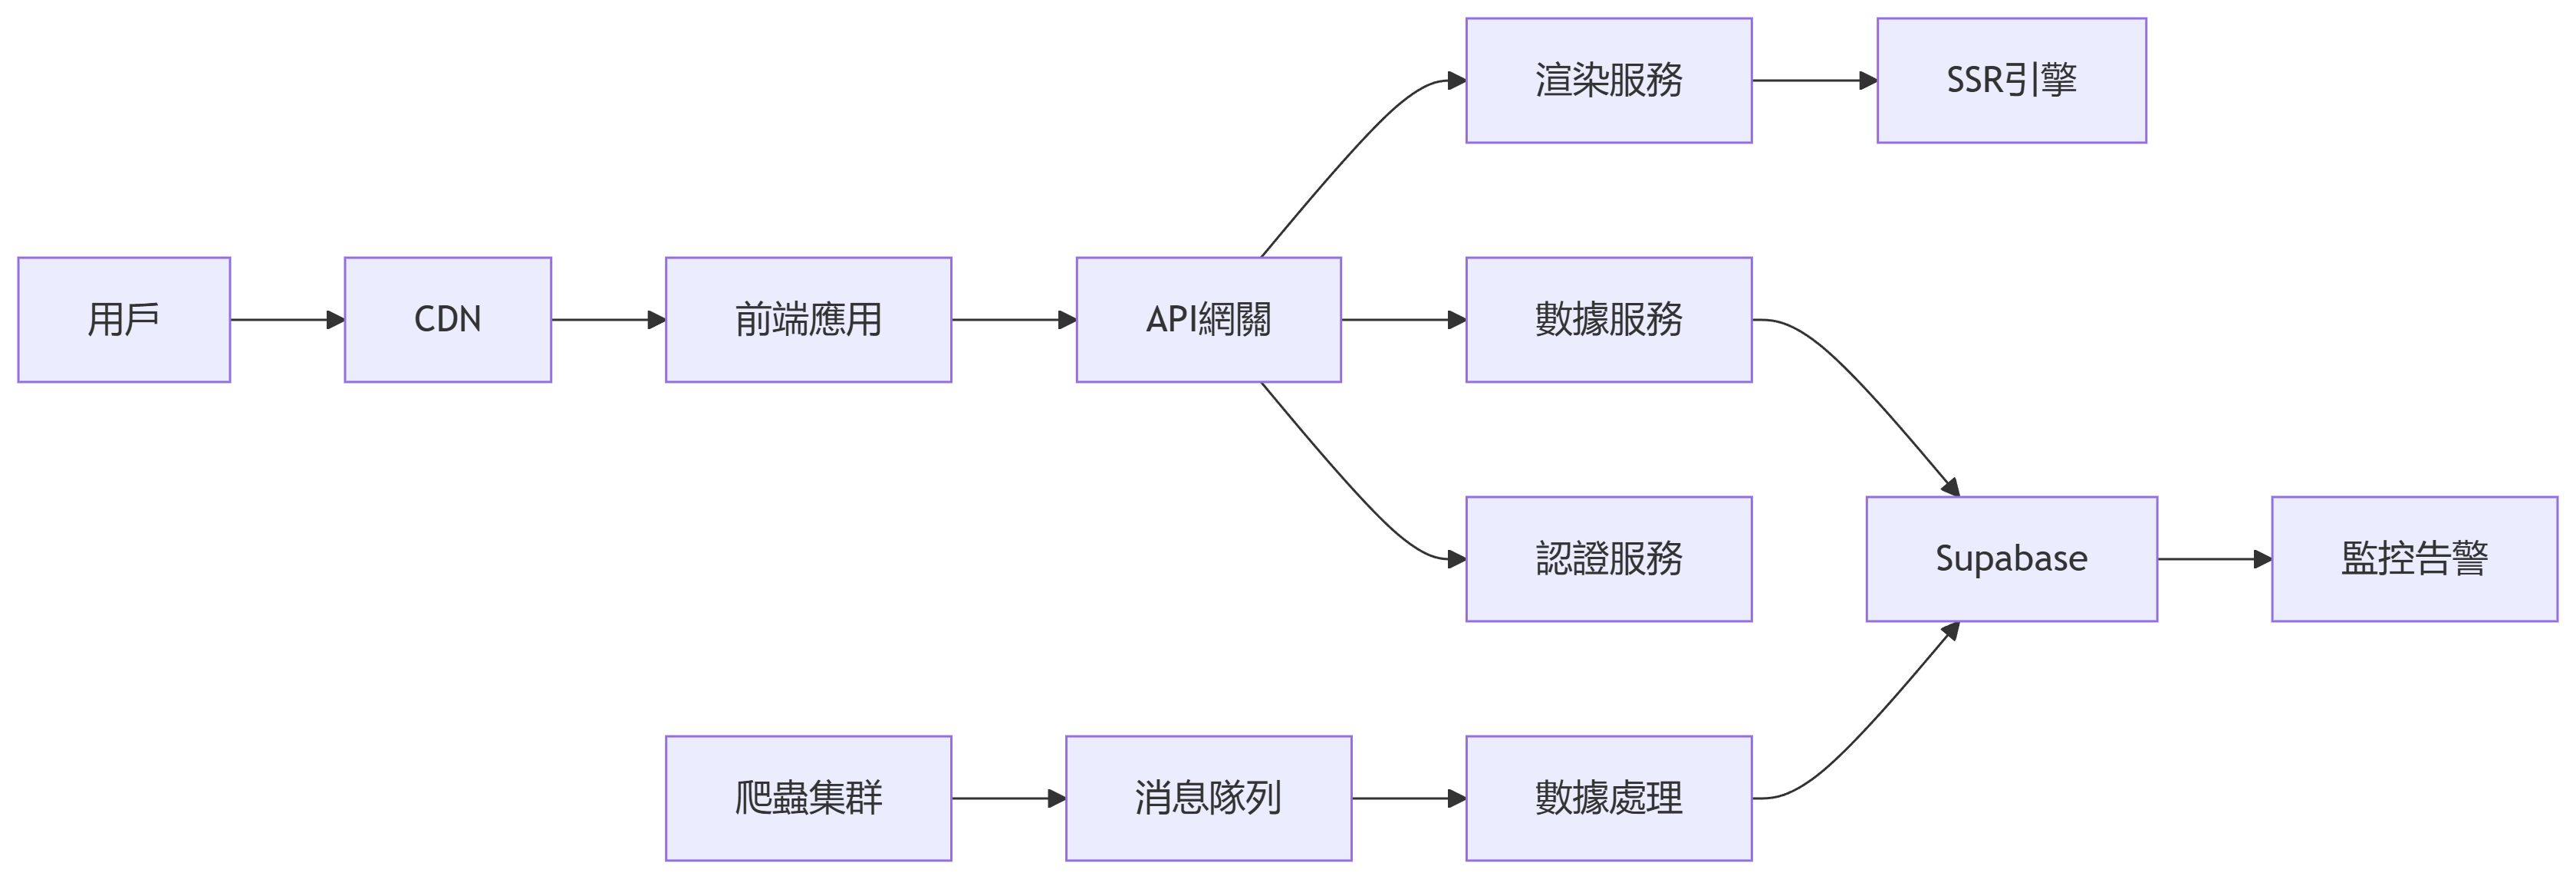 渲染服務
SSR引擎
用戶
CDN
前端應用
API網關
數據服務
認證服務
Supabase
監控告警
爬蟲集群
消息隊列
數據處理